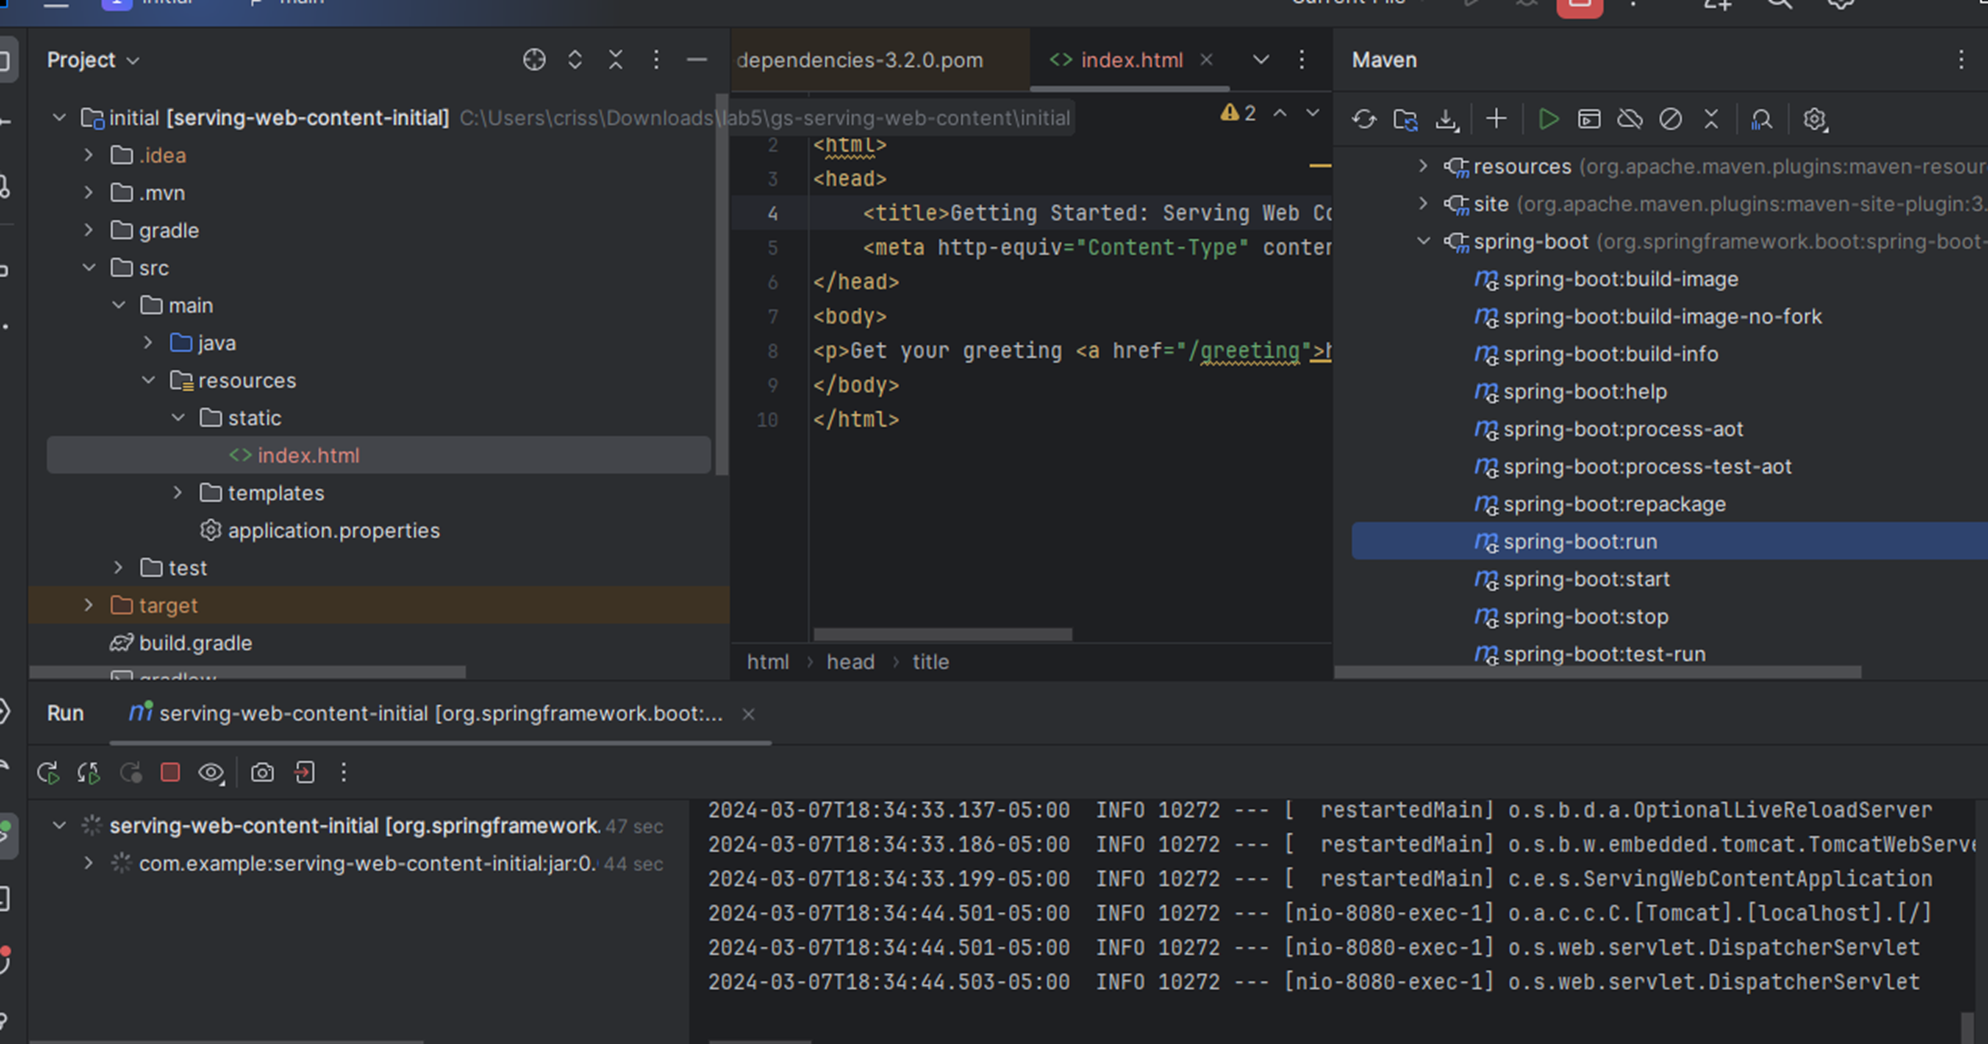 initial
main
Current File
Project
dependencies-3.2.0.pom
index.html
Maven
initial [serving-web-content-initial] C:\Users\criss\Downloads\lab5\gs-serving-web-content\initial
.idea
.mvn
gradle
src
main
java
resources
static
index.html
templates
application.properties
test
target
build.gradle
gradlew
2
2 <html>
3 <head>
4 <title>Getting Started: Serving Web Co
5 <meta http-equiv="Content-Type" conten
6 </head>
7 <body>
8 <p>Get your greeting <a href="/greeting">h
9 </body>
10 </html>
html › head › title
resources (org.apache.maven.plugins:maven-resour
site (org.apache.maven.plugins:maven-site-plugin:3.
spring-boot (org.springframework.boot:spring-boot-
spring-boot:build-image
spring-boot:build-image-no-fork
spring-boot:build-info
spring-boot:help
spring-boot:process-aot
spring-boot:process-test-aot
spring-boot:repackage
spring-boot:run
spring-boot:start
spring-boot:stop
spring-boot:test-run
Run
serving-web-content-initial [org.springframework.boot:...
serving-web-content-initial [org.springframework. 47 sec
com.example:serving-web-content-initial:jar:0. 44 sec
2024-03-07T18:34:33.137-05:00 INFO 10272 --- [ restartedMain] o.s.b.d.a.OptionalLiveReloadServer
2024-03-07T18:34:33.186-05:00 INFO 10272 --- [ restartedMain] o.s.b.w.embedded.tomcat.TomcatWebServe
2024-03-07T18:34:33.199-05:00 INFO 10272 --- [ restartedMain] c.e.s.ServingWebContentApplication
2024-03-07T18:34:44.501-05:00 INFO 10272 --- [nio-8080-exec-1] o.a.c.c.C.[Tomcat].[localhost].[/]
2024-03-07T18:34:44.501-05:00 INFO 10272 --- [nio-8080-exec-1] o.s.web.servlet.DispatcherServlet
2024-03-07T18:34:44.503-05:00 INFO 10272 --- [nio-8080-exec-1] o.s.web.servlet.DispatcherServlet